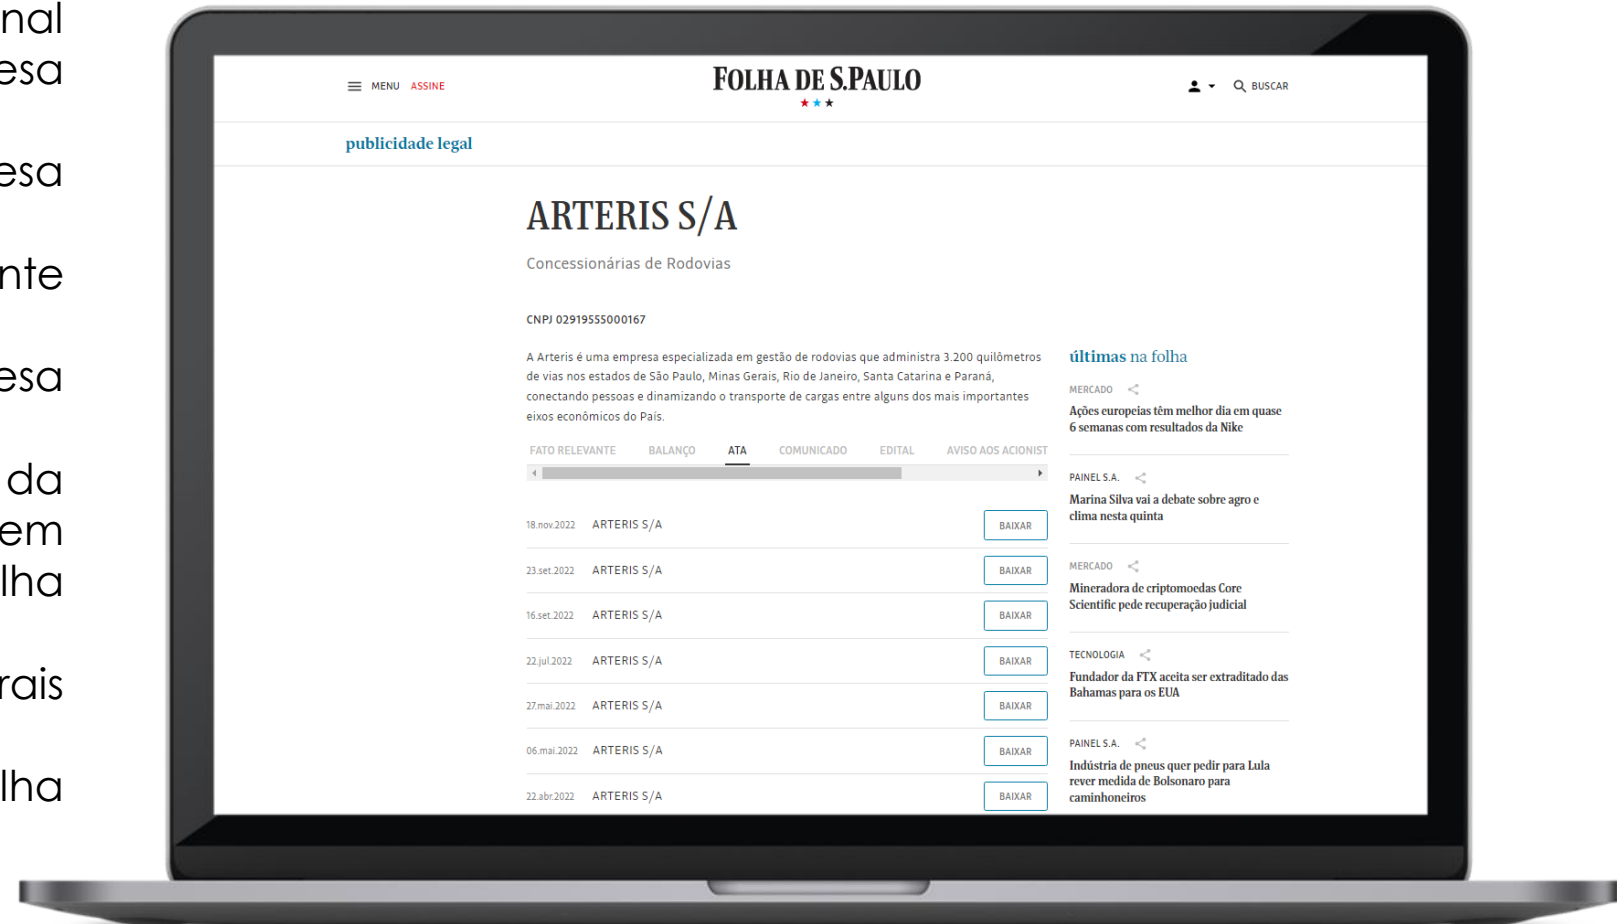 nal
esa
esa
nte
esa
da
em
lha
rais
lha
MENU ASSINE
FOLHA DE S.PAULO
BUSCAR
publicidade legal
ARTERIS S/A
Concessionárias de Rodovias
CNPJ 02919555000167
A Arteris é uma empresa especializada em gestão de rodovias que administra 3.200 quilômetros
de vias nos estados de São Paulo, Minas Gerais, Rio de Janeiro, Santa Catarina e Paraná,
conectando pessoas e dinamizando o transporte de cargas entre alguns dos mais importantes
eixos econômicos do País.
FATO RELEVANTE BALANÇO ATA COMUNICADO EDITAL AVISO AOS ACIONIST
18.nov.2022 ARTERIS S/A BAIXAR
23.set.2022 ARTERIS S/A BAIXAR
16.set.2022 ARTERIS S/A BAIXAR
22.jul.2022 ARTERIS S/A BAIXAR
27.mai.2022 ARTERIS S/A BAIXAR
06.mai.2022 ARTERIS S/A BAIXAR
22.abr.2022 ARTERIS S/A BAIXAR
últimas na folha
MERCADO
Ações europeias têm melhor dia em quase
6 semanas com resultados da Nike
PAINEL S.A.
Marina Silva vai a debate sobre agro e
clima nesta quinta
MERCADO
Mineradora de criptomoedas Core
Scientific pede recuperação judicial
TECNOLOGIA
Fundador da FTX aceita ser extraditado das
Bahamas para os EUA
PAINEL S.A.
Indústria de pneus quer pedir para Lula
rever medida de Bolsonaro para
caminhoneiros